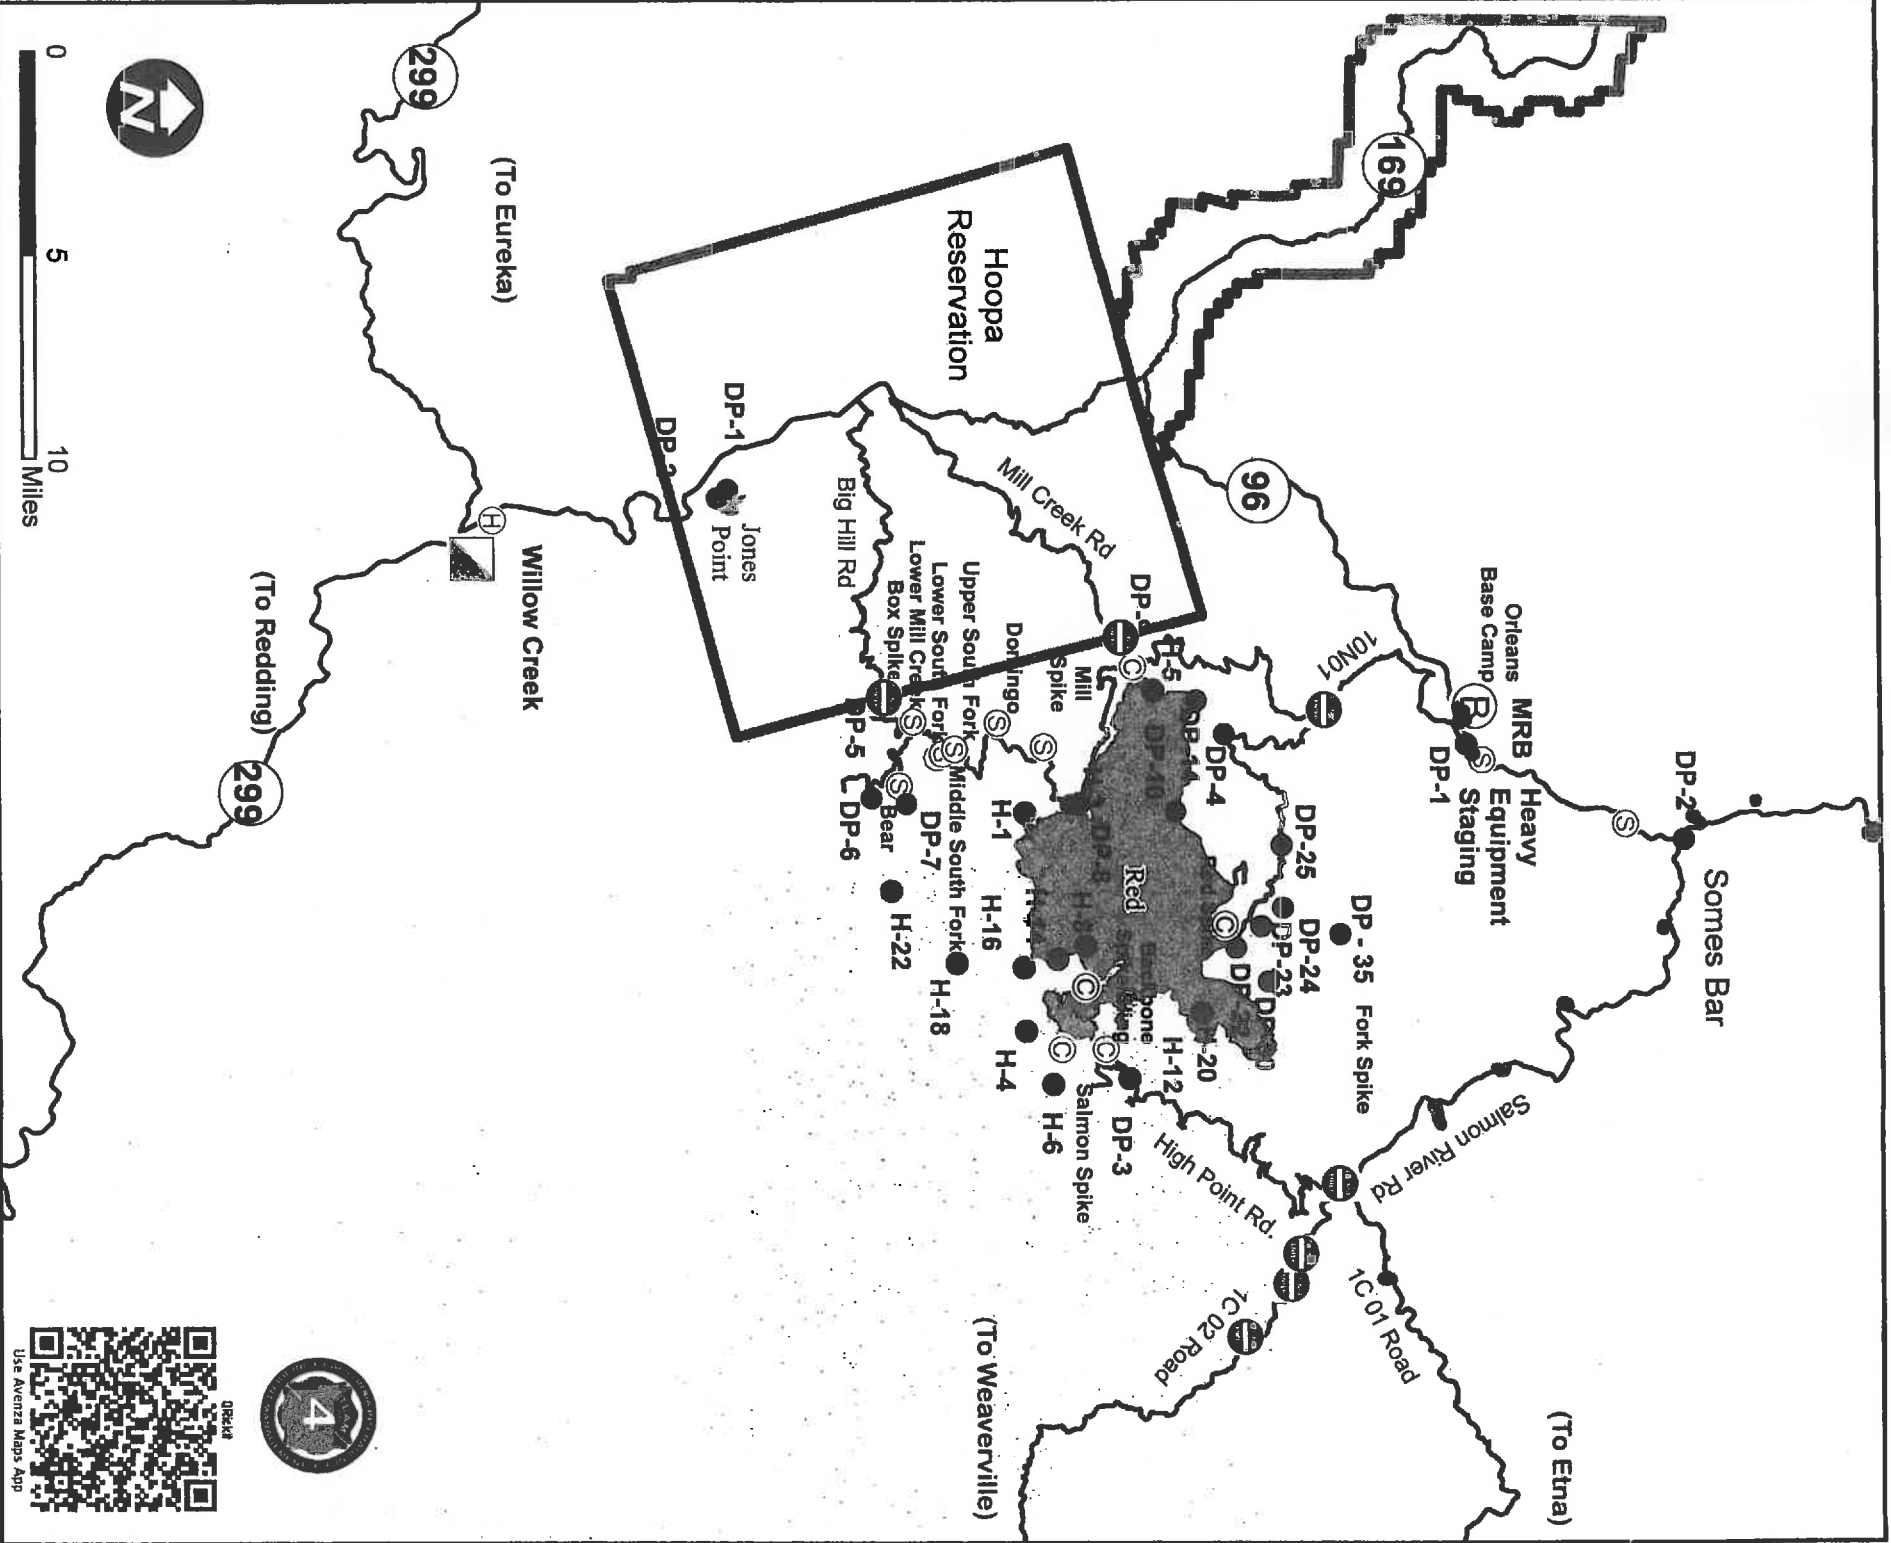 Somes Bar
DP-2
(To Etna)
MRB
Heavy
Equipment
Staging
Orleans
Base Camp
B
DP-1
S
S
Salmon River Rd
169
1C 01 Road
DP - 35
Fork Spike
10N01
DP-25
DP-24
DP-23
96
High Point Rd.
1C 02 Road
DP-4
C
H-12
Red
DP-3
C
C
C
C
Mill Creek Rd
Mill
Spike
Salmon Spike
H-6
Domingo
H-1
H-16
H-4
S
S
Hoopa
Reservation
Upper South Fork
Lower South Fork
Lower Mill Creek
Box Spike
Middle South Fork
H-18
(To Weaverville)
S
S
S
DP-7
H-22
Bear
Big Hill Rd
DP-5
DP-6
DP-1
Jones
Point
Willow Creek
H
(To Eureka)
299
(To Redding)
299
4
N
QRickit
Use Avenza Maps App
0 5 10
Miles